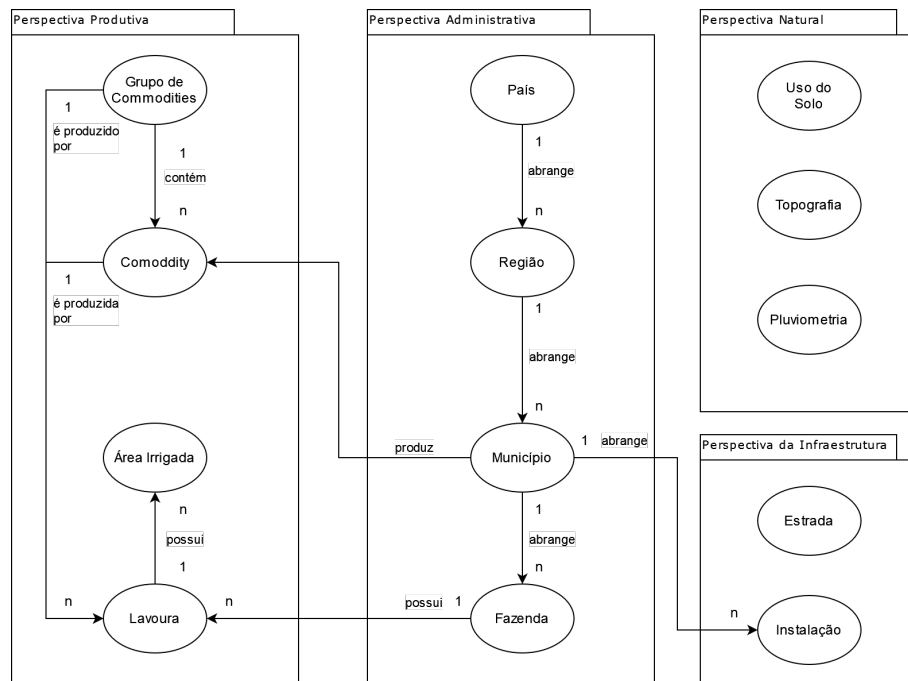 Perspectiva Produtiva
Grupo de
Commodities
1
é produzido
por
1
contém
n
Comoddity
1
é produzida
por
Área Irrigada
n
possui
1
n
Lavoura
n
Perspectiva Administrativa
País
1
abrange
n
Região
1
abrange
n
produz
Município
1 abrange
1
abrange
n
possui 1
Fazenda
Perspectiva Natural
Uso do
Solo
Topografia
Pluviometria
Perspectiva da Infraestrutura
Estrada
n
Instalação